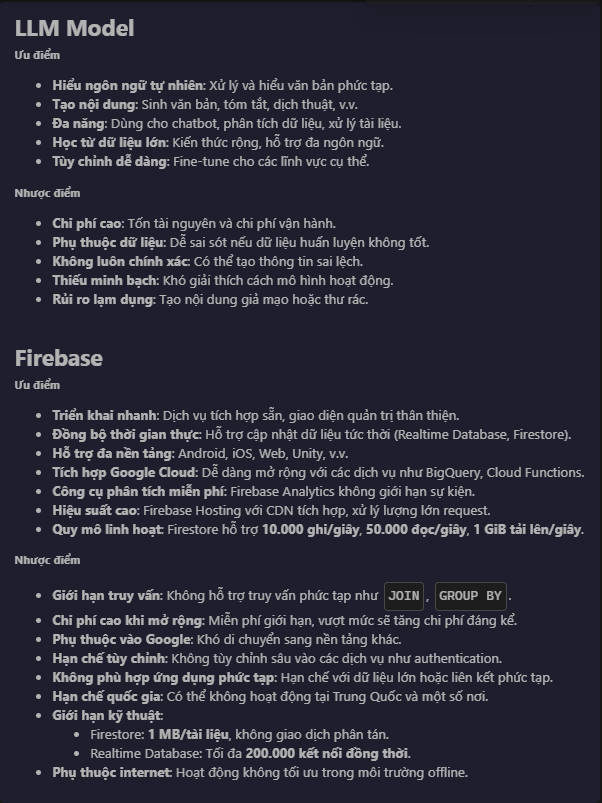 LLM Model
Ưu điểm
• Hiểu ngôn ngữ tự nhiên: Xử lý và hiểu văn bản phức tạp.
• Tạo nội dung: Sinh văn bản, tóm tắt, dịch thuật, v.v.
• Đa năng: Dùng cho chatbot, phân tích dữ liệu, xử lý tài liệu.
• Học từ dữ liệu lớn: Kiến thức rộng, hỗ trợ đa ngôn ngữ.
• Tùy chỉnh dễ dàng: Fine-tune cho các lĩnh vực cụ thể.
Nhược điểm
• Chi phí cao: Tốn tài nguyên và chi phí vận hành.
• Phụ thuộc dữ liệu: Dễ sai sót nếu dữ liệu huấn luyện không tốt.
• Không luôn chính xác: Có thể tạo thông tin sai lệch.
• Thiếu minh bạch: Khó giải thích cách mô hình hoạt động.
• Rủi ro lạm dụng: Tạo nội dung giả mạo hoặc thư rác.
Firebase
Ưu điểm
• Triển khai nhanh: Dịch vụ tích hợp sẵn, giao diện quản trị thân thiện.
• Đồng bộ thời gian thực: Hỗ trợ cập nhật dữ liệu tức thời (Realtime Database, Firestore).
• Hỗ trợ đa nền tảng: Android, iOS, Web, Unity, v.v.
• Tích hợp Google Cloud: Dễ dàng mở rộng với các dịch vụ như BigQuery, Cloud Functions.
• Công cụ phân tích miễn phí: Firebase Analytics không giới hạn sự kiện.
• Hiệu suất cao: Firebase Hosting với CDN tích hợp, xử lý lượng lớn request.
• Quy mô linh hoạt: Firestore hỗ trợ 10.000 ghi/giây, 50.000 đọc/giây, 1 GiB tải lên/giây.
Nhược điểm
• Giới hạn truy vấn: Không hỗ trợ truy vấn phức tạp như JOIN, GROUP BY.
• Chi phí cao khi mở rộng: Miễn phí giới hạn, vượt mức sẽ tăng chi phí đáng kể.
• Phụ thuộc vào Google: Khó di chuyển sang nền tảng khác.
• Hạn chế tùy chỉnh: Không tùy chỉnh sâu vào các dịch vụ như authentication.
• Không phù hợp ứng dụng phức tạp: Hạn chế với dữ liệu lớn hoặc liên kết phức tạp.
• Hạn chế quốc gia: Có thể không hoạt động tại Trung Quốc và một số nơi.
• Giới hạn kỹ thuật:
• Firestore: 1 MB/tài liệu, không giao dịch phân tán.
• Realtime Database: Tối đa 200.000 kết nối đồng thời.
• Phụ thuộc internet: Hoạt động không tối ưu trong môi trường offline.